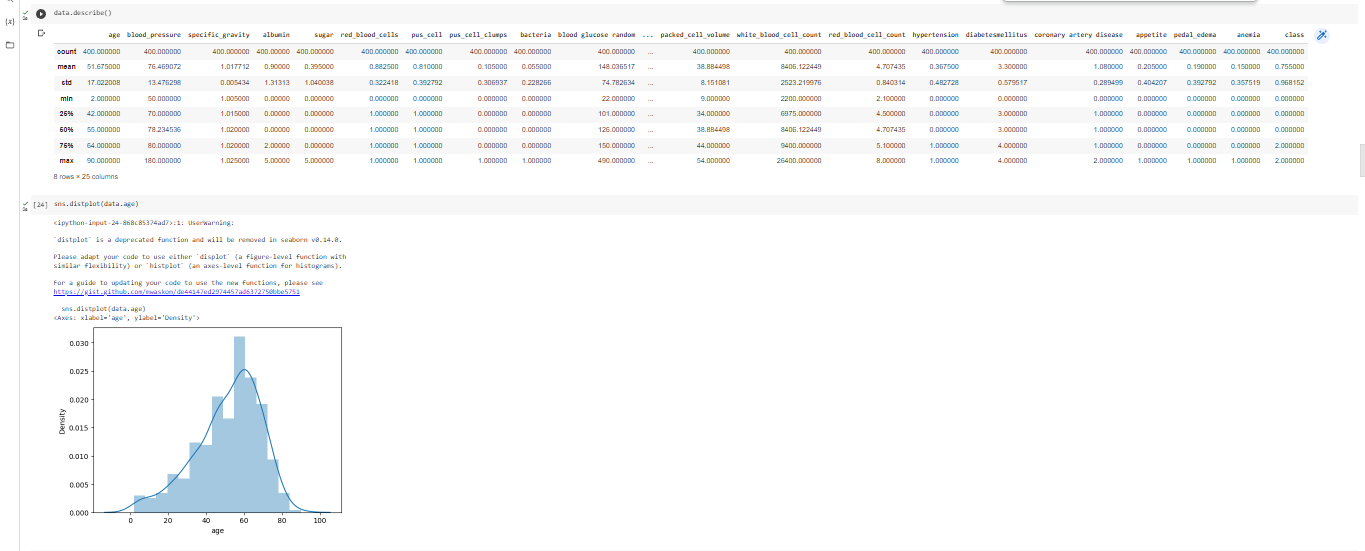 {x}
data.describe()
age blood_pressure specific_gravity albumin sugar red_blood_cells pus_cell pus_cell_clumps bacteria blood glucose random ... packed_cell_volume white_blood_cell_count red_blood_cell_count hypertension diabetesmellitus coronary artery disease appetite pedal_edema anemia class
count 400.000000 400.000000 400.000000 400.00000 400.000000 400.000000 400.000000 400.000000 400.000000 400.000000 ... 400.000000 400.000000 400.000000 400.000000 400.000000 400.000000 400.000000 400.000000 400.000000 400.000000
mean 51.675000 76.469072 1.017712 0.90000 0.395000 0.882500 0.810000 0.105000 0.055000 148.036517 ... 38.884498 8406.122449 4.707435 0.367500 3.300000 1.080000 0.205000 0.190000 0.150000 0.755000
std 17.022008 13.476298 0.005434 1.31313 1.040038 0.322418 0.392792 0.306937 0.228266 74.782634 ... 8.151081 2523.219976 0.840314 0.482728 0.579517 0.289499 0.404207 0.392792 0.357519 0.968152
min 2.000000 50.000000 1.005000 0.00000 0.000000 0.000000 0.000000 0.000000 0.000000 22.000000 ... 9.000000 2200.000000 2.100000 0.000000 3.000000 0.000000 0.000000 0.000000 0.000000 0.000000
25% 42.000000 70.000000 1.015000 0.00000 0.000000 1.000000 1.000000 0.000000 0.000000 101.000000 ... 34.000000 6975.000000 4.500000 0.000000 3.000000 1.000000 0.000000 0.000000 0.000000 0.000000
50% 55.000000 78.234536 1.020000 0.00000 0.000000 1.000000 1.000000 0.000000 0.000000 126.000000 ... 38.884498 8406.122449 4.707435 0.000000 3.000000 1.000000 0.000000 0.000000 0.000000 0.000000
75% 64.000000 80.000000 1.020000 2.00000 0.000000 1.000000 1.000000 0.000000 0.000000 150.000000 ... 44.000000 9400.000000 5.100000 1.000000 4.000000 1.000000 0.000000 0.000000 0.000000 2.000000
max 90.000000 180.000000 1.025000 5.00000 5.000000 1.000000 1.000000 1.000000 1.000000 490.000000 ... 54.000000 26400.000000 8.000000 1.000000 4.000000 2.000000 1.000000 1.000000 1.000000 2.000000
8 rows × 25 columns
[24] sns.distplot(data.age)
<ipython-input-24-868c85374ad7>:1: UserWarning:
`distplot` is a deprecated function and will be removed in seaborn v0.14.0.
Please adapt your code to use either `displot` (a figure-level function with
similar flexibility) or `histplot` (an axes-level function for histograms).
For a guide to updating your code to use the new functions, please see
https://gist.github.com/mwaskom/de44147ed2974457ad6372750bbe5751
sns.distplot(data.age)
<Axes: xlabel='age', ylabel='Density'>
0.030
0.025
0.020
0.015
0.010
0.005
0.000
Density
0 20 40 60 80 100
age